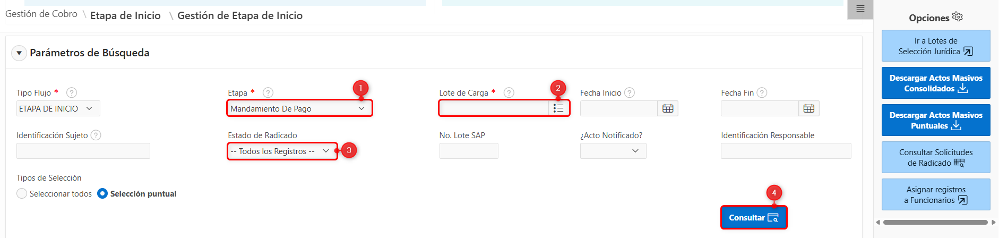 Gestión de Cobro \ Etapa de Inicio \ Gestión de Etapa de Inicio
Parámetros de Búsqueda
Tipo Flujo * ?
ETAPA DE INICIO
Etapa * ?
1
Mandamiento De Pago
Lote de Carga * ?
2
Fecha Inicio ?
Fecha Fin ?
Identificación Sujeto ?
Estado de Radicado
-- Todos los Registros --
3
No. Lote SAP
¿Acto Notificado?
Identificación Responsable
Tipos de Selección
Seleccionar todos
Selección puntual
4
Consultar
Opciones
Ir a Lotes de
Selección Jurídica
Descargar Actos Masivos
Consolidados
Descargar Actos Masivos
Puntuales
Consultar Solicitudes
de Radicado
Asignar registros
a Funcionarios